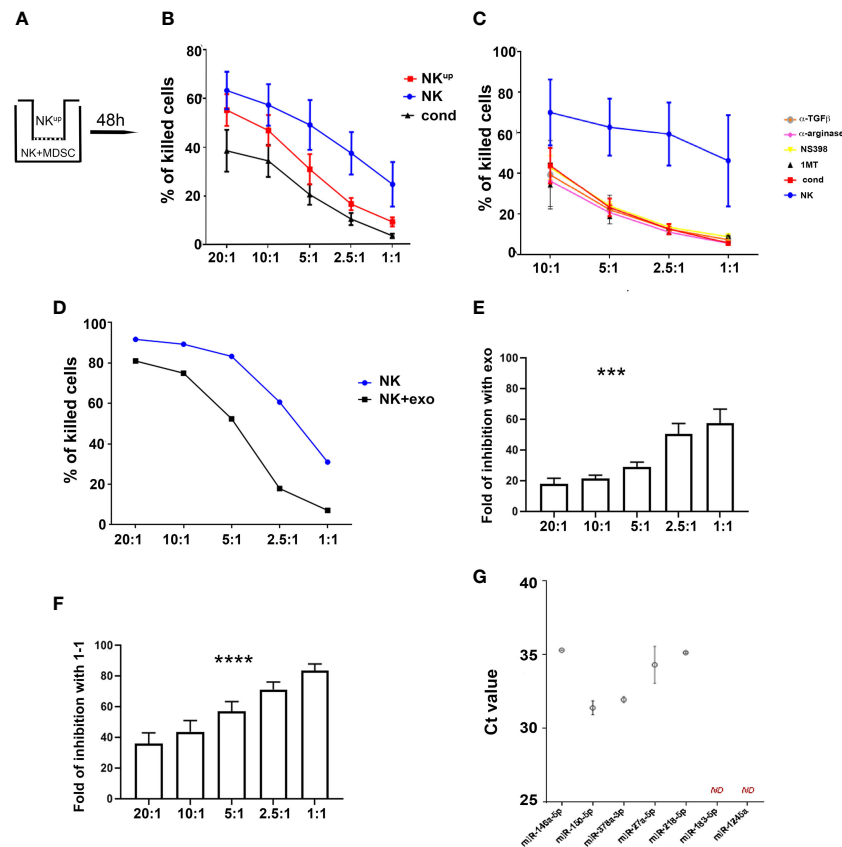 A
NKup
NK+MDSC
48h
B
% of killed cells
80
60
40
20
0
20:1 10:1 5:1 2.5:1 1:1
NKup
NK
cond
C
% of killed cells
100
80
60
40
20
0
10:1 5:1 2.5:1 1:1
α-TGFβ
α-arginase
NS398
1MT
cond
NK
D
% of killed cells
100
80
60
40
20
0
20:1 10:1 5:1 2.5:1 1:1
NK
NK+exo
E
Fold of inhibition with exo
100
80
60
40
20
0
***
20:1 10:1 5:1 2.5:1 1:1
F
Fold of inhibition with 1-1
100
80
60
40
20
0
****
20:1 10:1 5:1 2.5:1 1:1
G
Ct value
40
35
30
25
ND ND
miR-146a-5p
miR-150-5p
miR-378a-3p
miR-27a-5p
miR-218-5p
miR-183-5p
miR-1245a